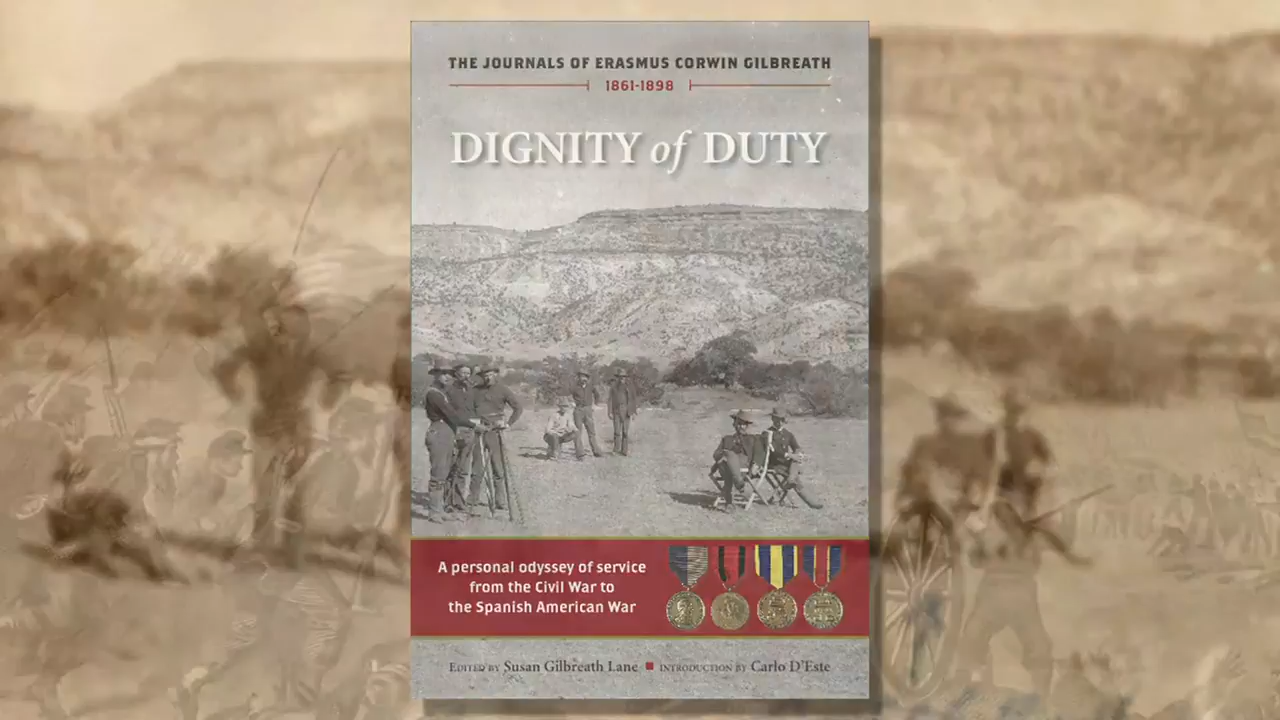 THE JOURNALS OF ERASMUS CORWIN GILBREATH
1861-1898
DIGNITY of DUTY
A personal odyssey of service
from the Civil War to
the Spanish American War
EDITED BY Susan Gilbreath Lane ■ INTRODUCTION BY Carlo D'Este